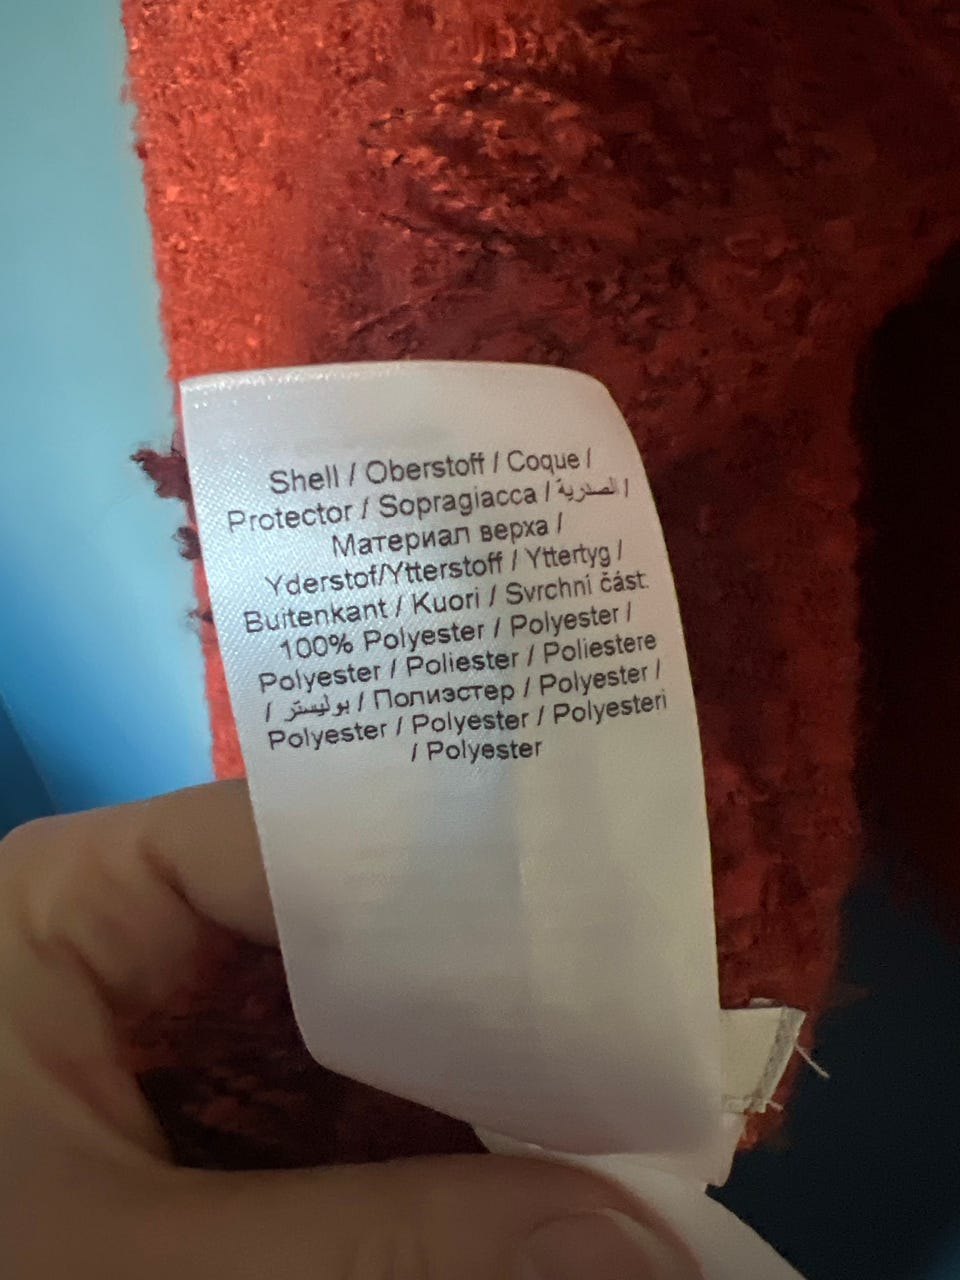 Shell / Oberstoff / Coque /
Protector / Sopragiacca / الصدرية /
Материал верха /
Yderstof/Ytterstoff / Yttertyg /
Buitenkant / Kuori / Svrchní část:
100% Polyester / Polyester /
Polyester / Poliester / Poliestere
/ بوليستر / Полиэстер / Polyester /
Polyester / Polyester / Polyesteri
/ Polyester